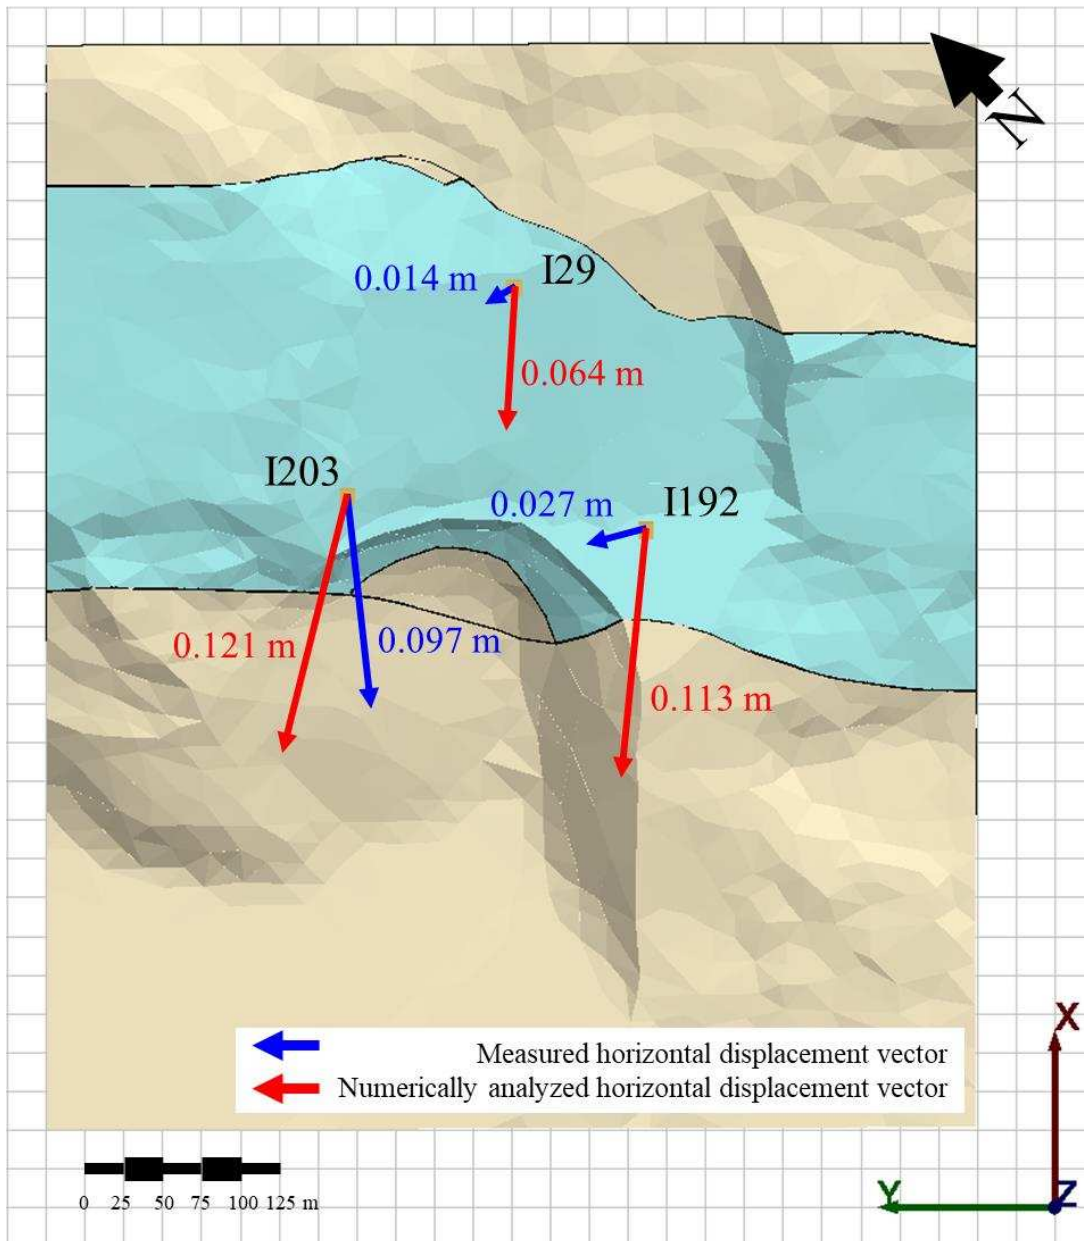 N
I29
0.014 m
0.064 m
I203
0.027 m
I192
0.121 m
0.097 m
0.113 m
Measured horizontal displacement vector
Numerically analyzed horizontal displacement vector
X
Y
Z
0 25 50 75 100 125 m